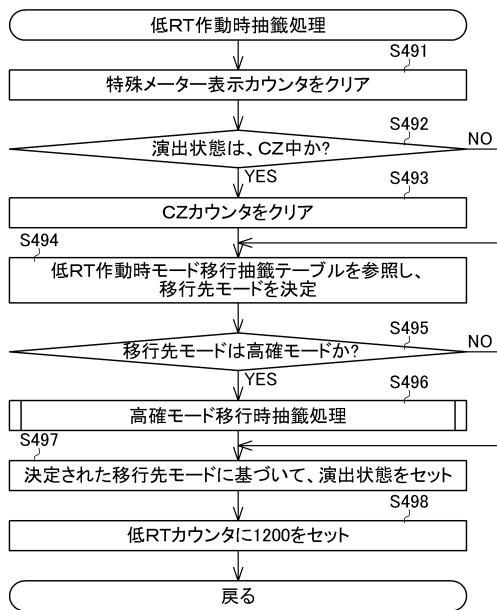 低RT作動時抽籤処理
S491
特殊メーター表示カウンタをクリア
S492
演出状態は、CZ中か?
NO
YES
S493
CZカウンタをクリア
S494
低RT作動時モード移行抽籤テーブルを参照し、
移行先モードを決定
S495
移行先モードは高確モードか?
NO
YES
S496
高確モード移行時抽籤処理
S497
決定された移行先モードに基づいて、演出状態をセット
S498
低RTカウンタに1200をセット
戻る